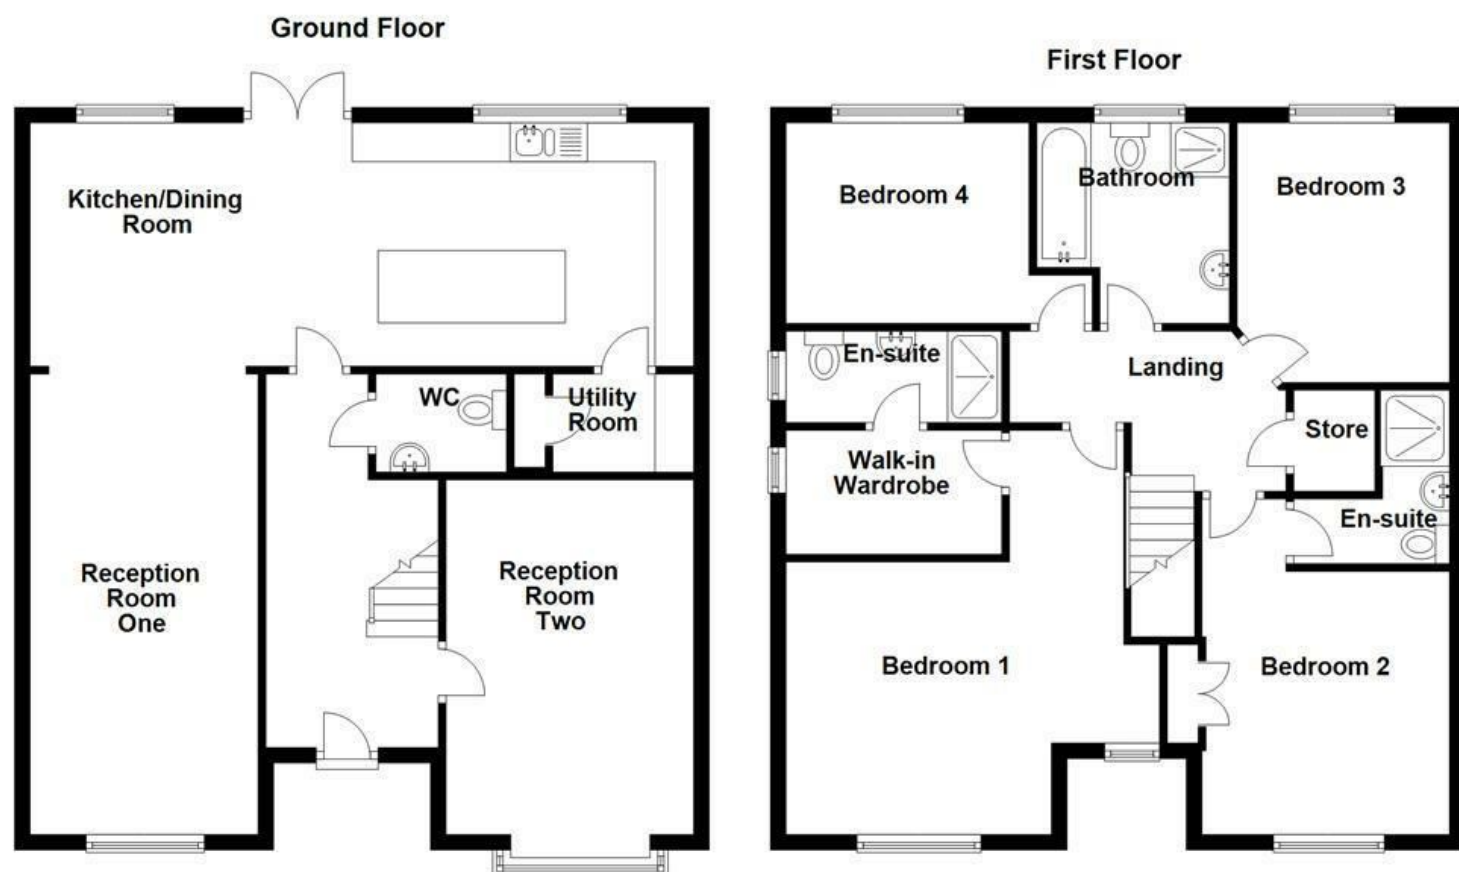 Ground Floor
Kitchen/Dining
Room
WC
Utility
Room
Reception
Room
One
Reception
Room
Two
First Floor
Bedroom 4
Bathroom
Bedroom 3
En-suite
Landing
Walk-in
Wardrobe
Store
En-suite
Bedroom 1
Bedroom 2